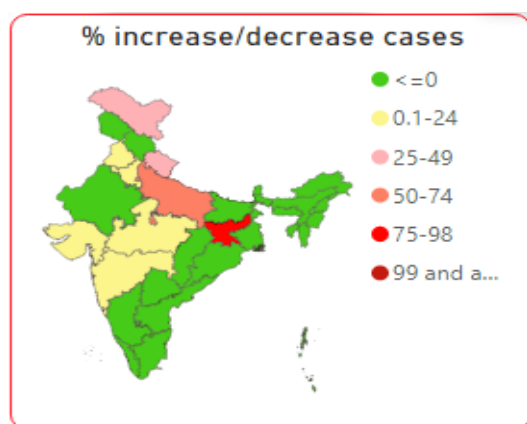 % increase/decrease cases
<=0
0.1-24
25-49
50-74
75-98
99 and a...